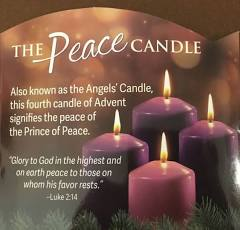 THE Peace CANDLE
Also known as the Angels' Candle,
this fourth candle of Advent
signifies the peace of
the Prince of Peace.
"Glory to God in the highest and
on earth peace to those on
whom his favor rests."
–Luke 2:14